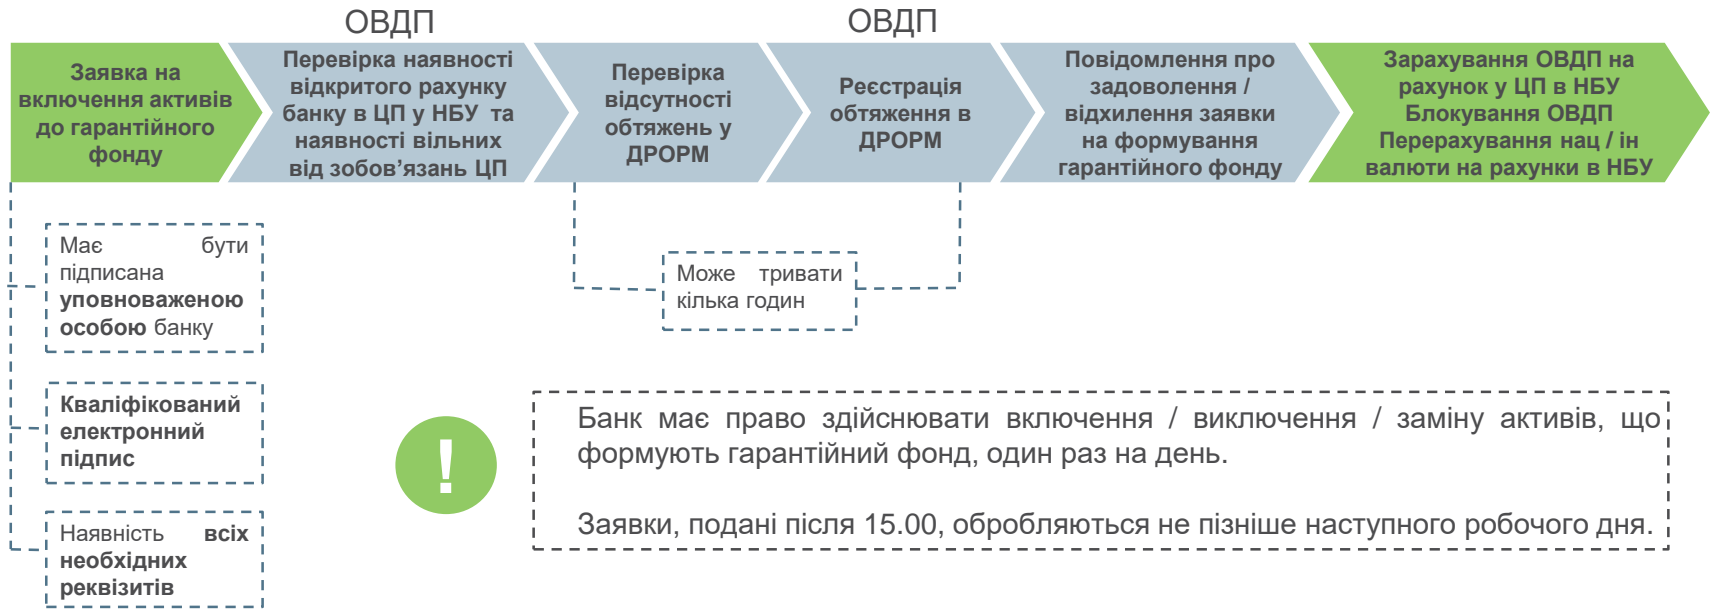 ОВДП
ОВДП
Заявка на
включення активів
до гарантійного
фонду
Перевірка наявності
відкритого рахунку
банку в ЦП у НБУ та
наявності вільних
від зобов’язань ЦП
Перевірка
відсутності
обтяжень у
ДРОРМ
Реєстрація
обтяження в
ДРОРМ
Повідомлення про
задоволення /
відхилення заявки
на формування
гарантійного фонду
Зарахування ОВДП на
рахунок у ЦП в НБУ
Блокування ОВДП
Перерахування нац / ін
валюти на рахунки в НБУ
Має бути
підписана
уповноваженою
особою банку
Може тривати
кілька годин
Кваліфікований
електронний
підпис
Наявність всіх
необхідних
реквізитів
!
Банк має право здійснювати включення / виключення / заміну активів, що
формують гарантійний фонд, один раз на день.
Заявки, подані після 15.00, обробляються не пізніше наступного робочого дня.